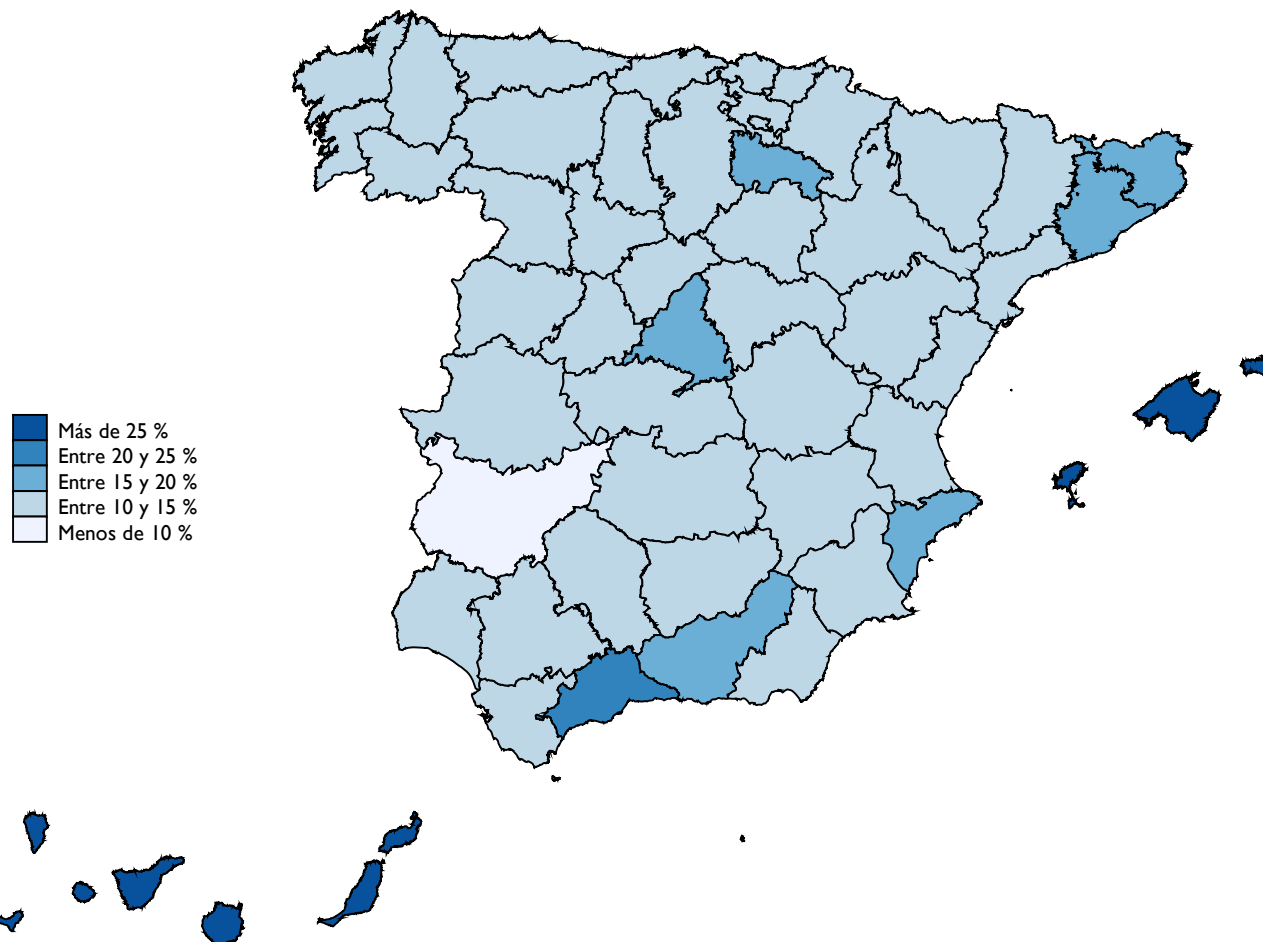 Más de 25 %
Entre 20 y 25 %
Entre 15 y 20 %
Entre 10 y 15 %
Menos de 10 %